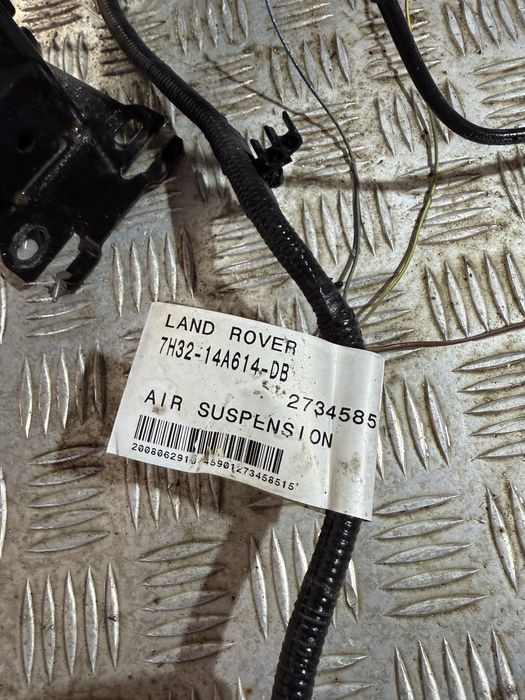 LAND ROVER
7H32-14A614-DB
2734585
AIR SUSPENSION